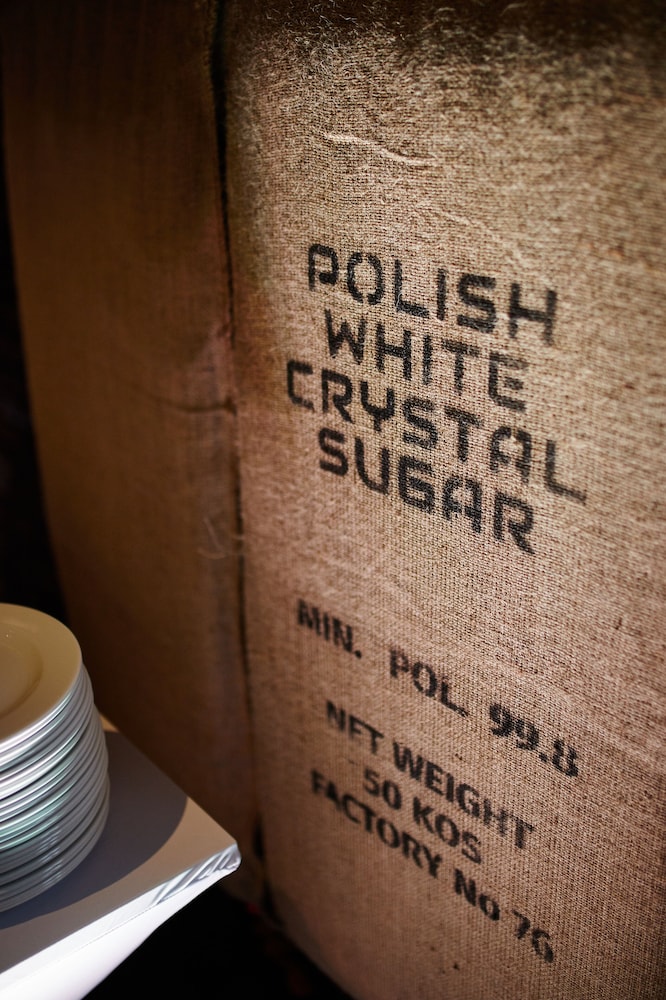 POLISH
WHITE
CRYSTAL
SUGAR
MIN. POL. 99.8
NET WEIGHT
50 KOS
FACTORY No 76